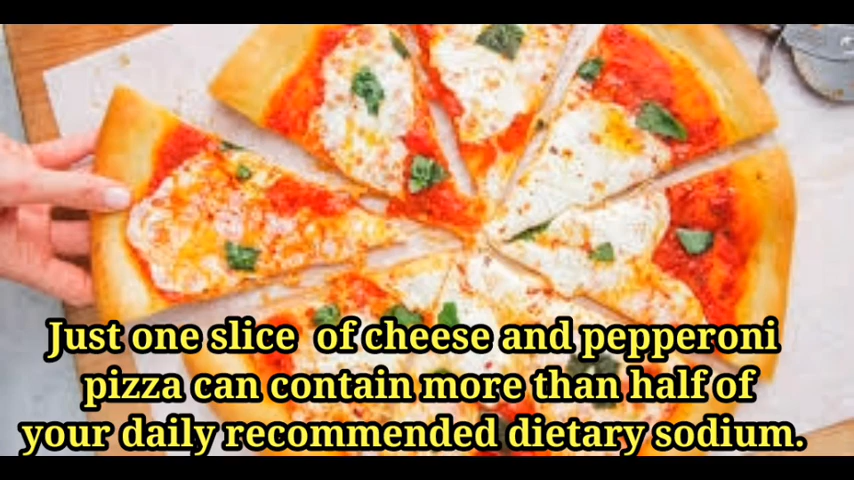 Just one slice of cheese and pepperoni
pizza can contain more than half of
your daily recommended dietary sodium.